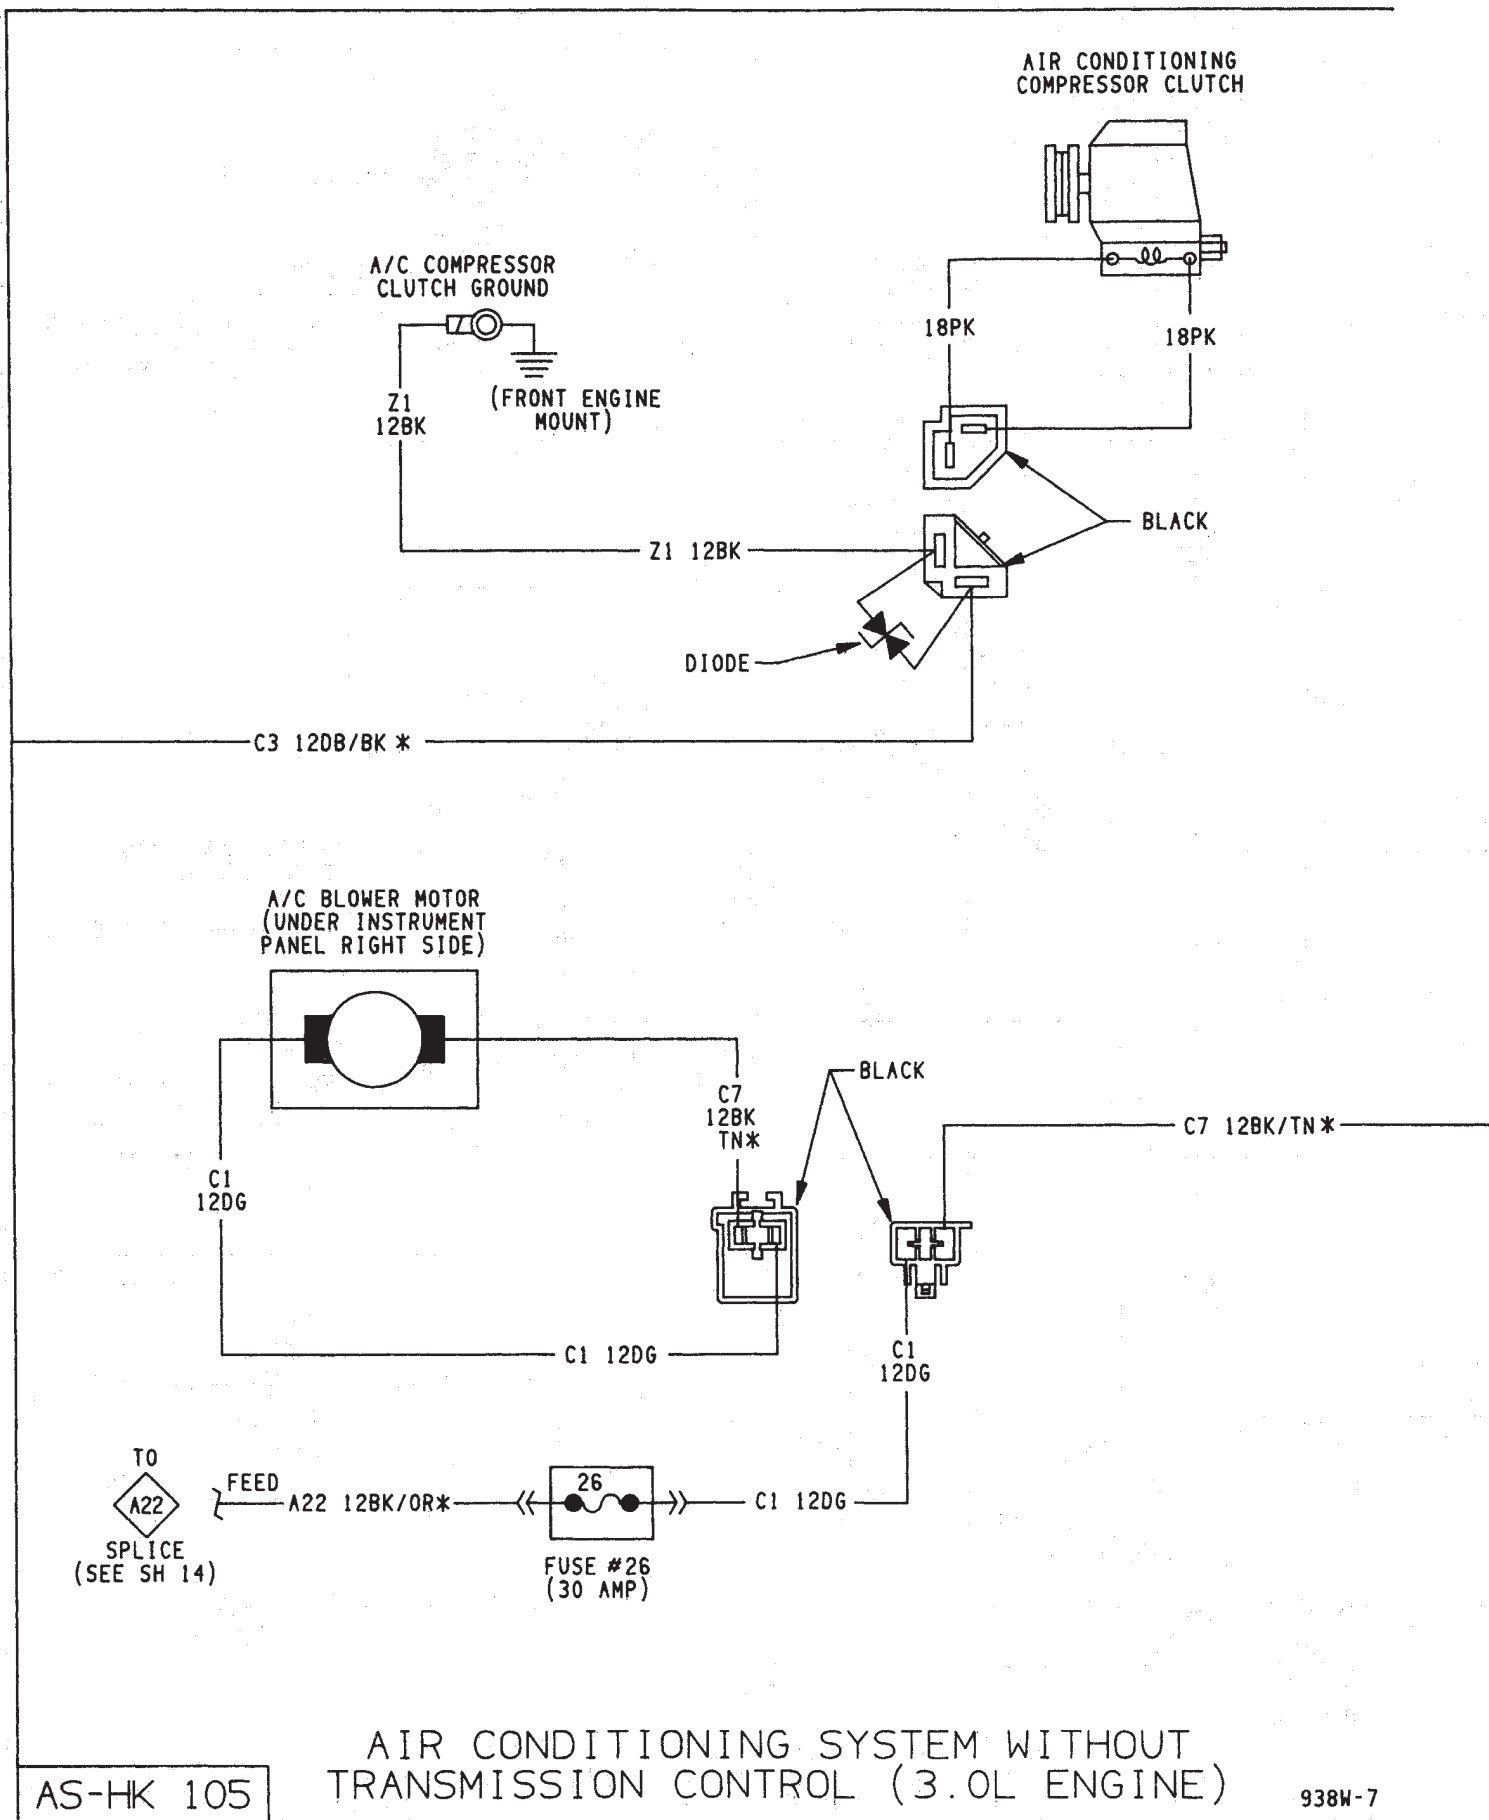 AIR CONDITIONING
COMPRESSOR CLUTCH
A/C COMPRESSOR
CLUTCH GROUND
18PK
18PK
Z1
12BK
(FRONT ENGINE
MOUNT)
BLACK
Z1 12BK
DIODE
C3 12DB/BK *
A/C BLOWER MOTOR
(UNDER INSTRUMENT
PANEL RIGHT SIDE)
BLACK
C7
12BK
TN*
C7 12BK/TN*
C1
12DG
C1 12DG
C1
12DG
TO
A22
SPLICE
(SEE SH 14)
FEED
A22 12BK/OR*
26
C1 12DG
FUSE #26
(30 AMP)
AIR CONDITIONING SYSTEM WITHOUT
TRANSMISSION CONTROL (3.0L ENGINE)
AS-HK 105
938W-7